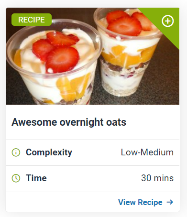 RECIPE
Awesome overnight oats
Complexity Low-Medium
Time 30 mins
View Recipe